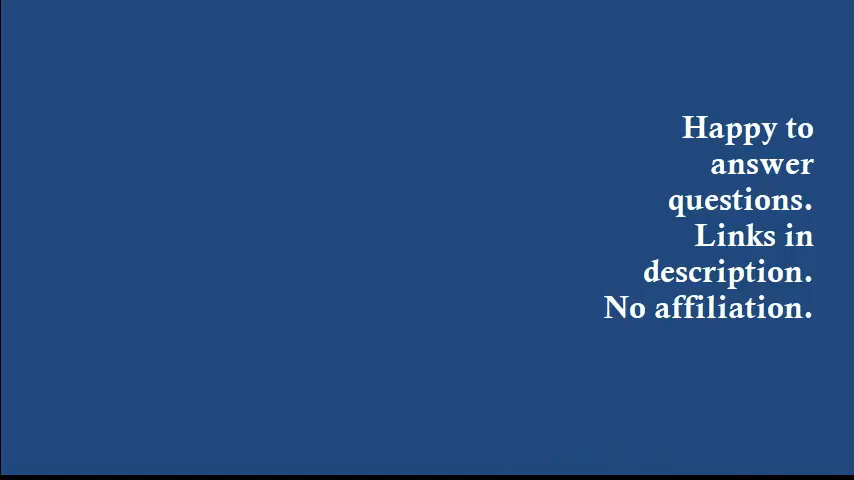 Happy to
answer
questions.
Links in
description.
No affiliation.